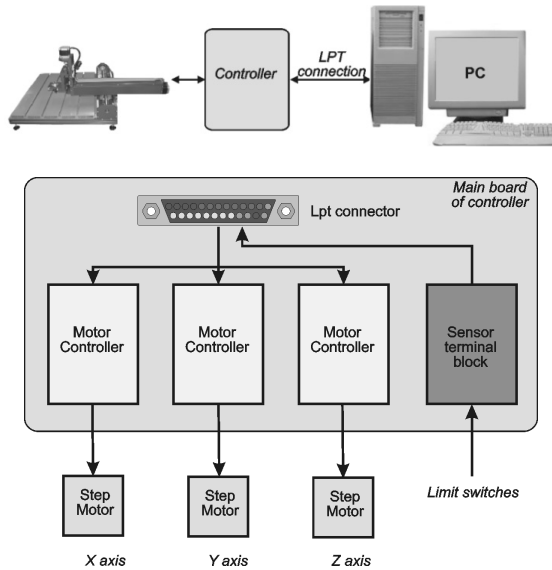 Controller
LPT
connection
PC
Main board
of controller
Lpt connector
Motor
Controller
Motor
Controller
Motor
Controller
Sensor
terminal
block
Step
Motor
Step
Motor
Step
Motor
Limit switches
X axis
Y axis
Z axis